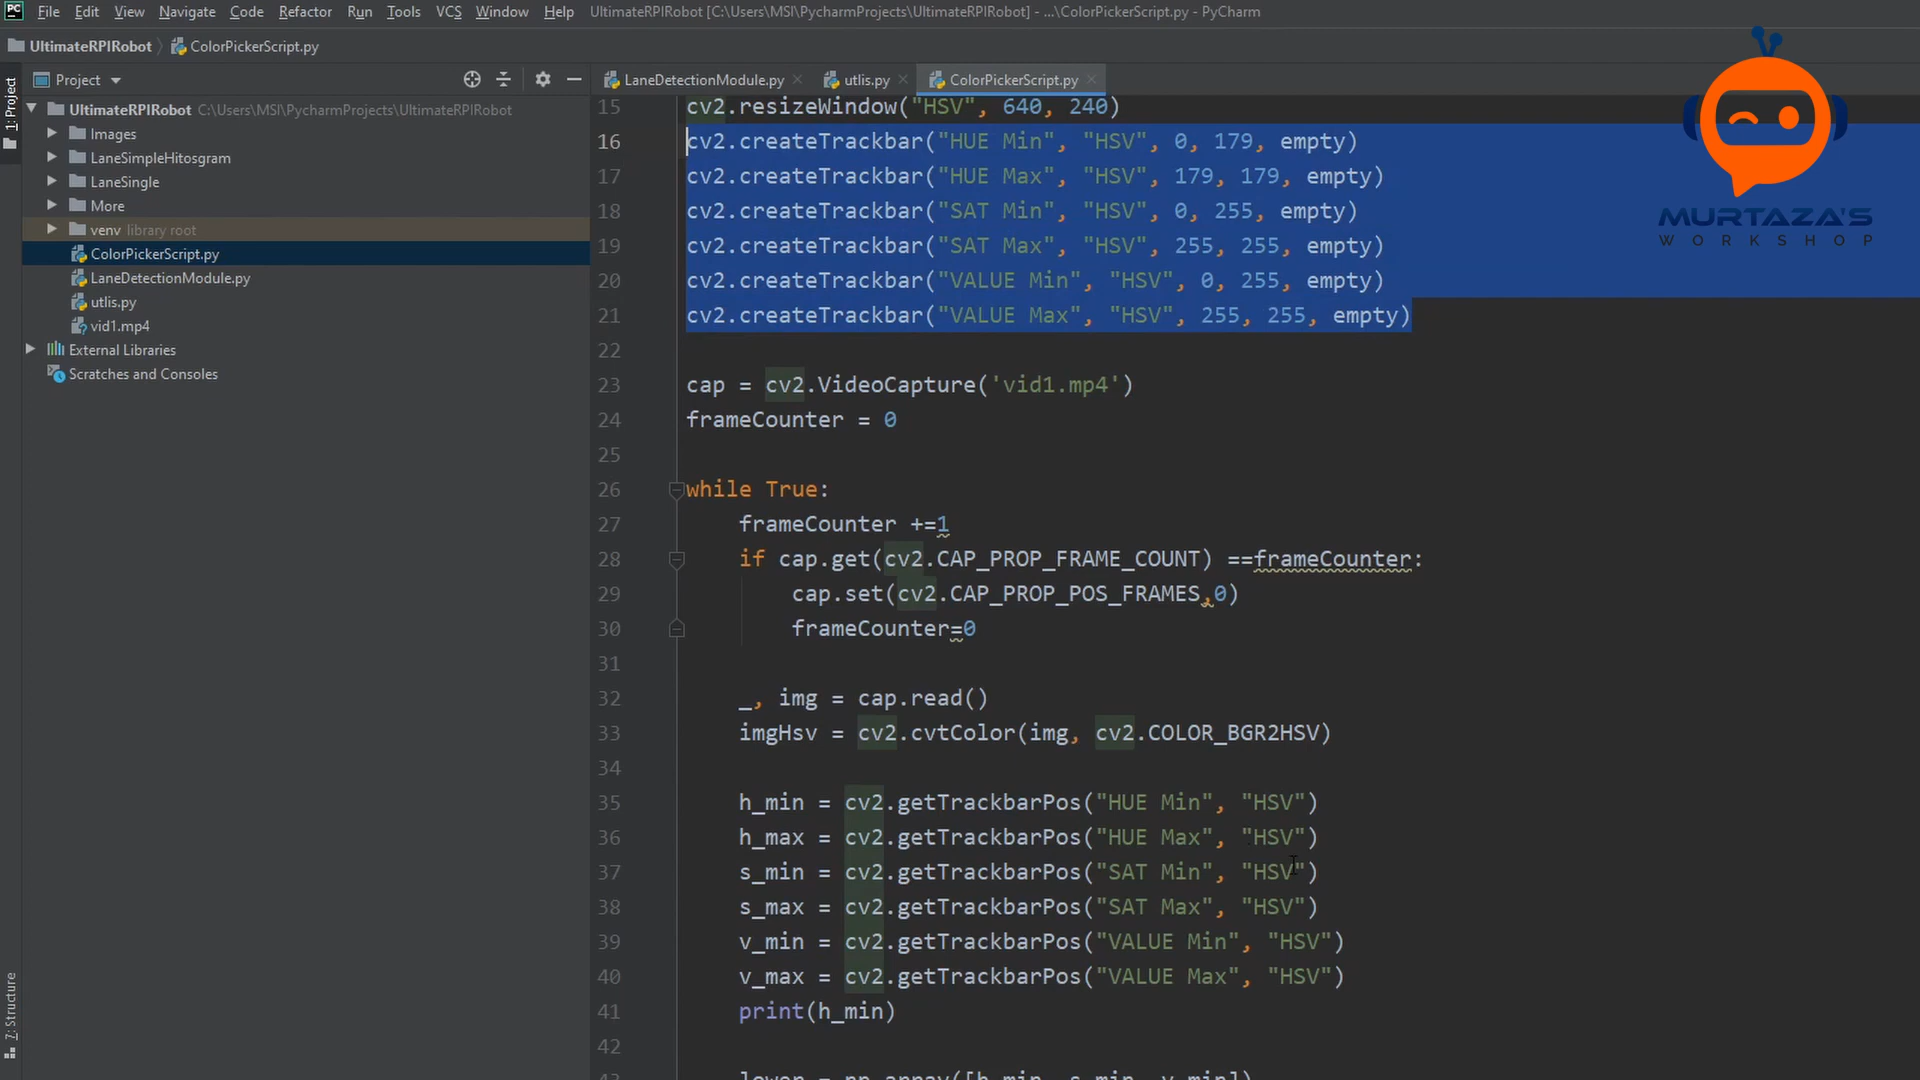 PC File Edit View Navigate Code Refactor Run Tools VCS Window Help UltimateRPIRobot [C:\Users\MSI\PycharmProjects\UltimateRPIRobot] - ...\ColorPickerScript.py - PyCharm
UltimateRPIRobot ColorPickerScript.py
1: Project
Project
LaneDetectionModule.py
utlis.py
ColorPickerScript.py
UltimateRPIRobot C:\Users\MSI\PycharmProjects\UltimateRPIRobot
Images
LaneSimpleHitosgram
LaneSingle
More
venv library root
ColorPickerScript.py
LaneDetectionModule.py
utlis.py
vid1.mp4
External Libraries
Scratches and Consoles
7: Structure
15 cv2.resizeWindow("HSV", 640, 240)
16 cv2.createTrackbar("HUE Min", "HSV", 0, 179, empty)
17 cv2.createTrackbar("HUE Max", "HSV", 179, 179, empty)
18 cv2.createTrackbar("SAT Min", "HSV", 0, 255, empty)
19 cv2.createTrackbar("SAT Max", "HSV", 255, 255, empty)
20 cv2.createTrackbar("VALUE Min", "HSV", 0, 255, empty)
21 cv2.createTrackbar("VALUE Max", "HSV", 255, 255, empty)
22
23 cap = cv2.VideoCapture('vid1.mp4')
24 frameCounter = 0
25
26 while True:
27 frameCounter +=1
28 if cap.get(cv2.CAP_PROP_FRAME_COUNT) ==frameCounter:
29 cap.set(cv2.CAP_PROP_POS_FRAMES,0)
30 frameCounter=0
31
32 _, img = cap.read()
33 imgHsv = cv2.cvtColor(img, cv2.COLOR_BGR2HSV)
34
35 h_min = cv2.getTrackbarPos("HUE Min", "HSV")
36 h_max = cv2.getTrackbarPos("HUE Max", "HSV")
37 s_min = cv2.getTrackbarPos("SAT Min", "HSV")
38 s_max = cv2.getTrackbarPos("SAT Max", "HSV")
39 v_min = cv2.getTrackbarPos("VALUE Min", "HSV")
40 v_max = cv2.getTrackbarPos("VALUE Max", "HSV")
41 print(h_min)
42
43 lower = np.array([h_min, s_min, v_min])
MURTAZA'S
WORKSHOP